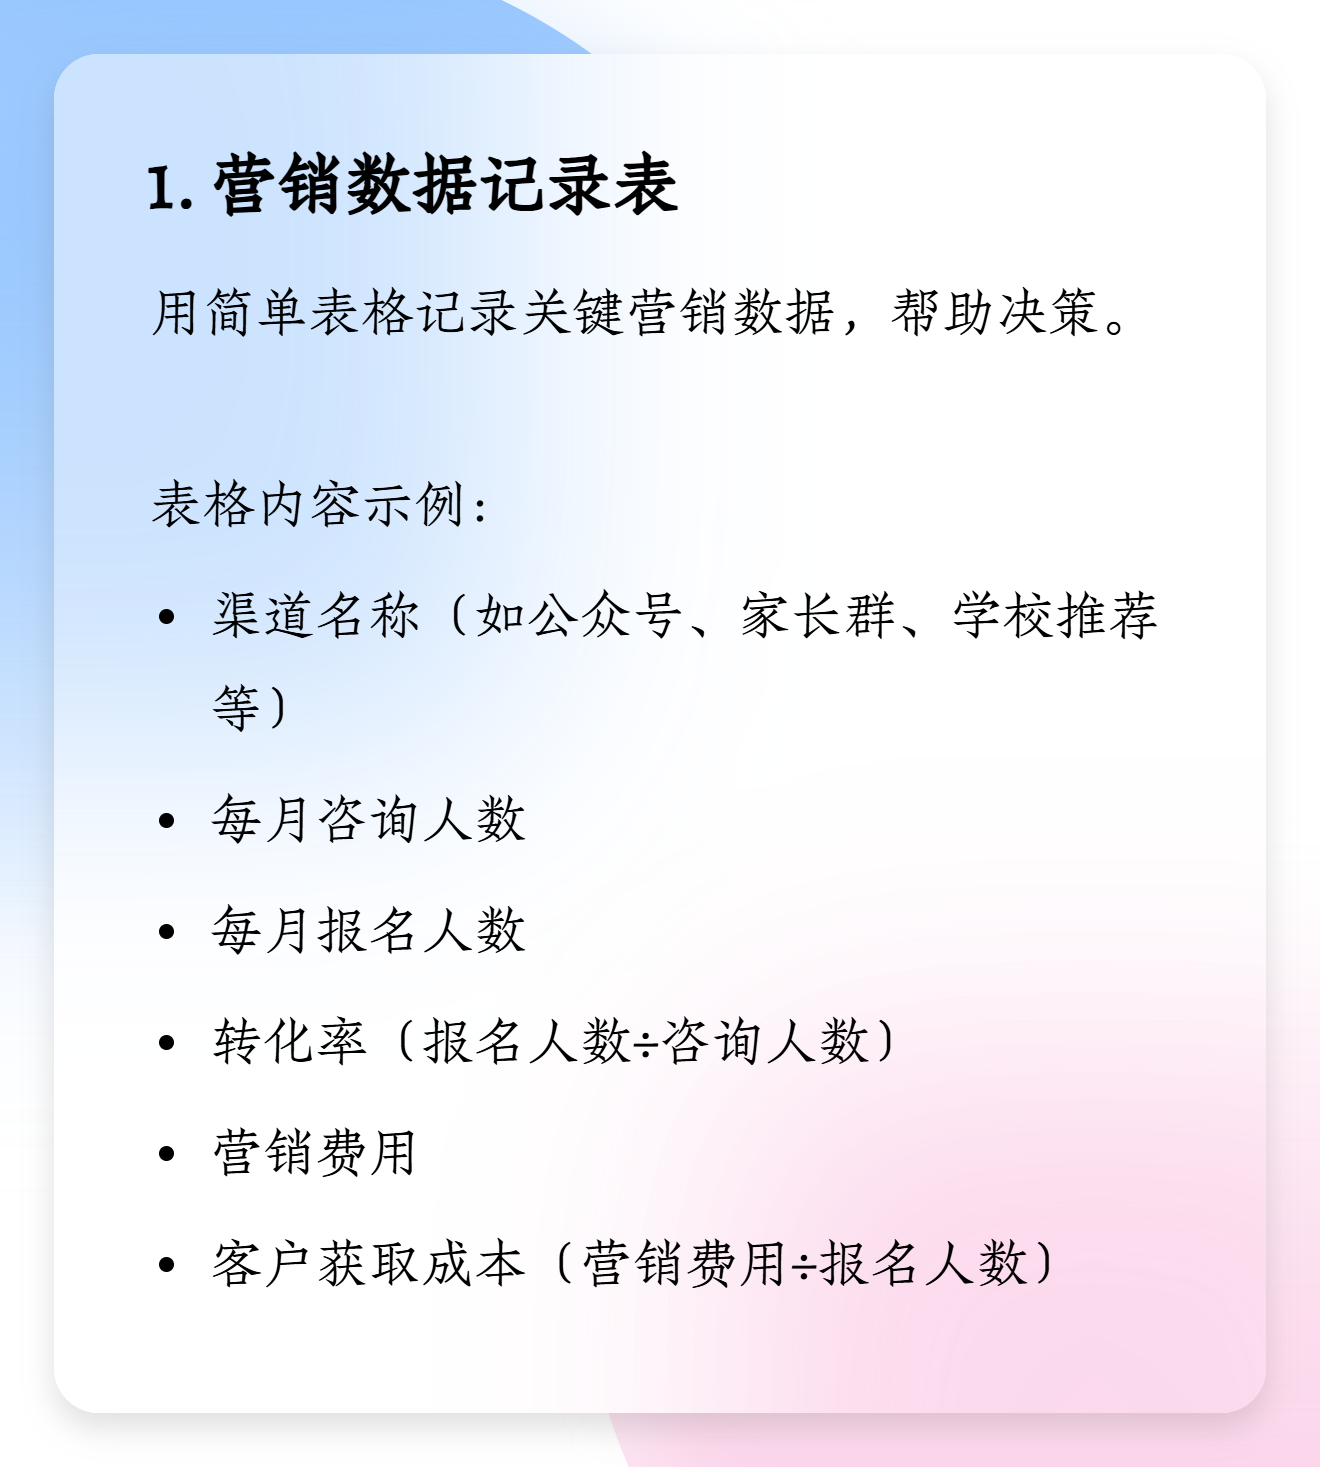 1. 营销数据记录表
用简单表格记录关键营销数据，帮助决策。
表格内容示例：
• 渠道名称（如公众号、家长群、学校推荐
等）
• 每月咨询人数
• 每月报名人数
• 转化率（报名人数÷咨询人数）
• 营销费用
• 客户获取成本（营销费用÷报名人数）